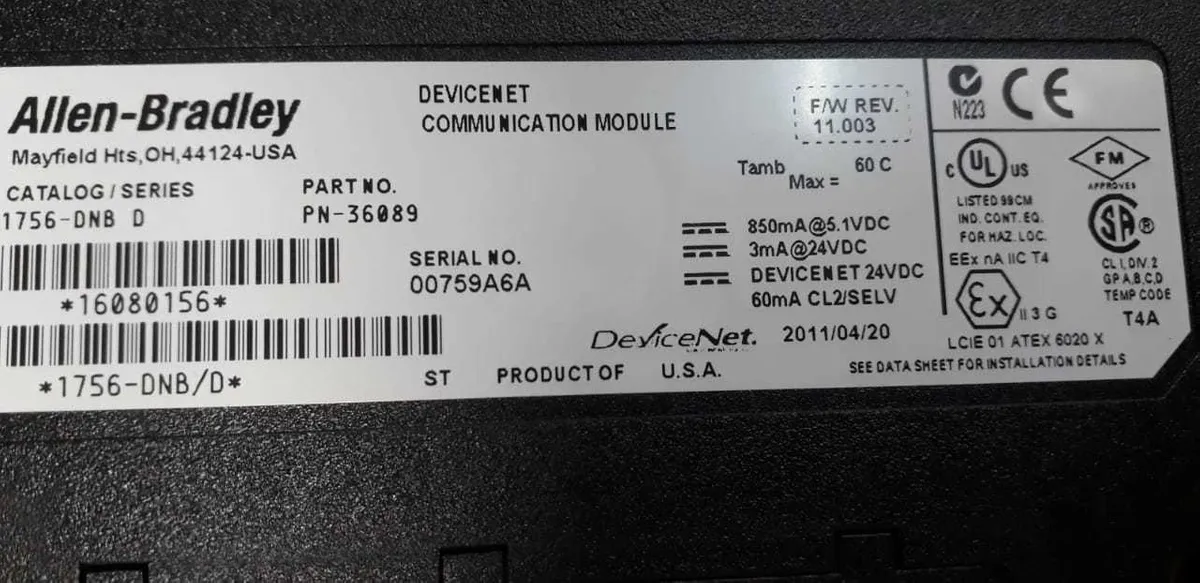 Allen-Bradley
Mayfield Hts,OH,44124-USA
CATALOG / SERIES
1756-DNB D
PART NO.
PN-36089
*16080156*
*1756-DNB/D*
DEVICENET
COMMUNICATION MODULE
SERIAL NO.
00759A6A
F/W REV.
11.003
Tamb Max = 60 C
850mA@5.1VDC
3mA@24VDC
DEVICENET 24VDC
60mA CL2/SELV
DeviceNet. 2011/04/20
ST PRODUCT OF U.S.A.
N223
CE
c UL US
LISTED 99CM
IND. CONT. EQ.
FOR HAZ. LOC.
EEx nA IIC T4
Ex II 3 G
LCIE 01 ATEX 6020 X
FM
APPROVED
SA ®
CL I, DIV 2
GP A,B,C,D
TEMP CODE
T4A
SEE DATA SHEET FOR INSTALLATION DETAILS